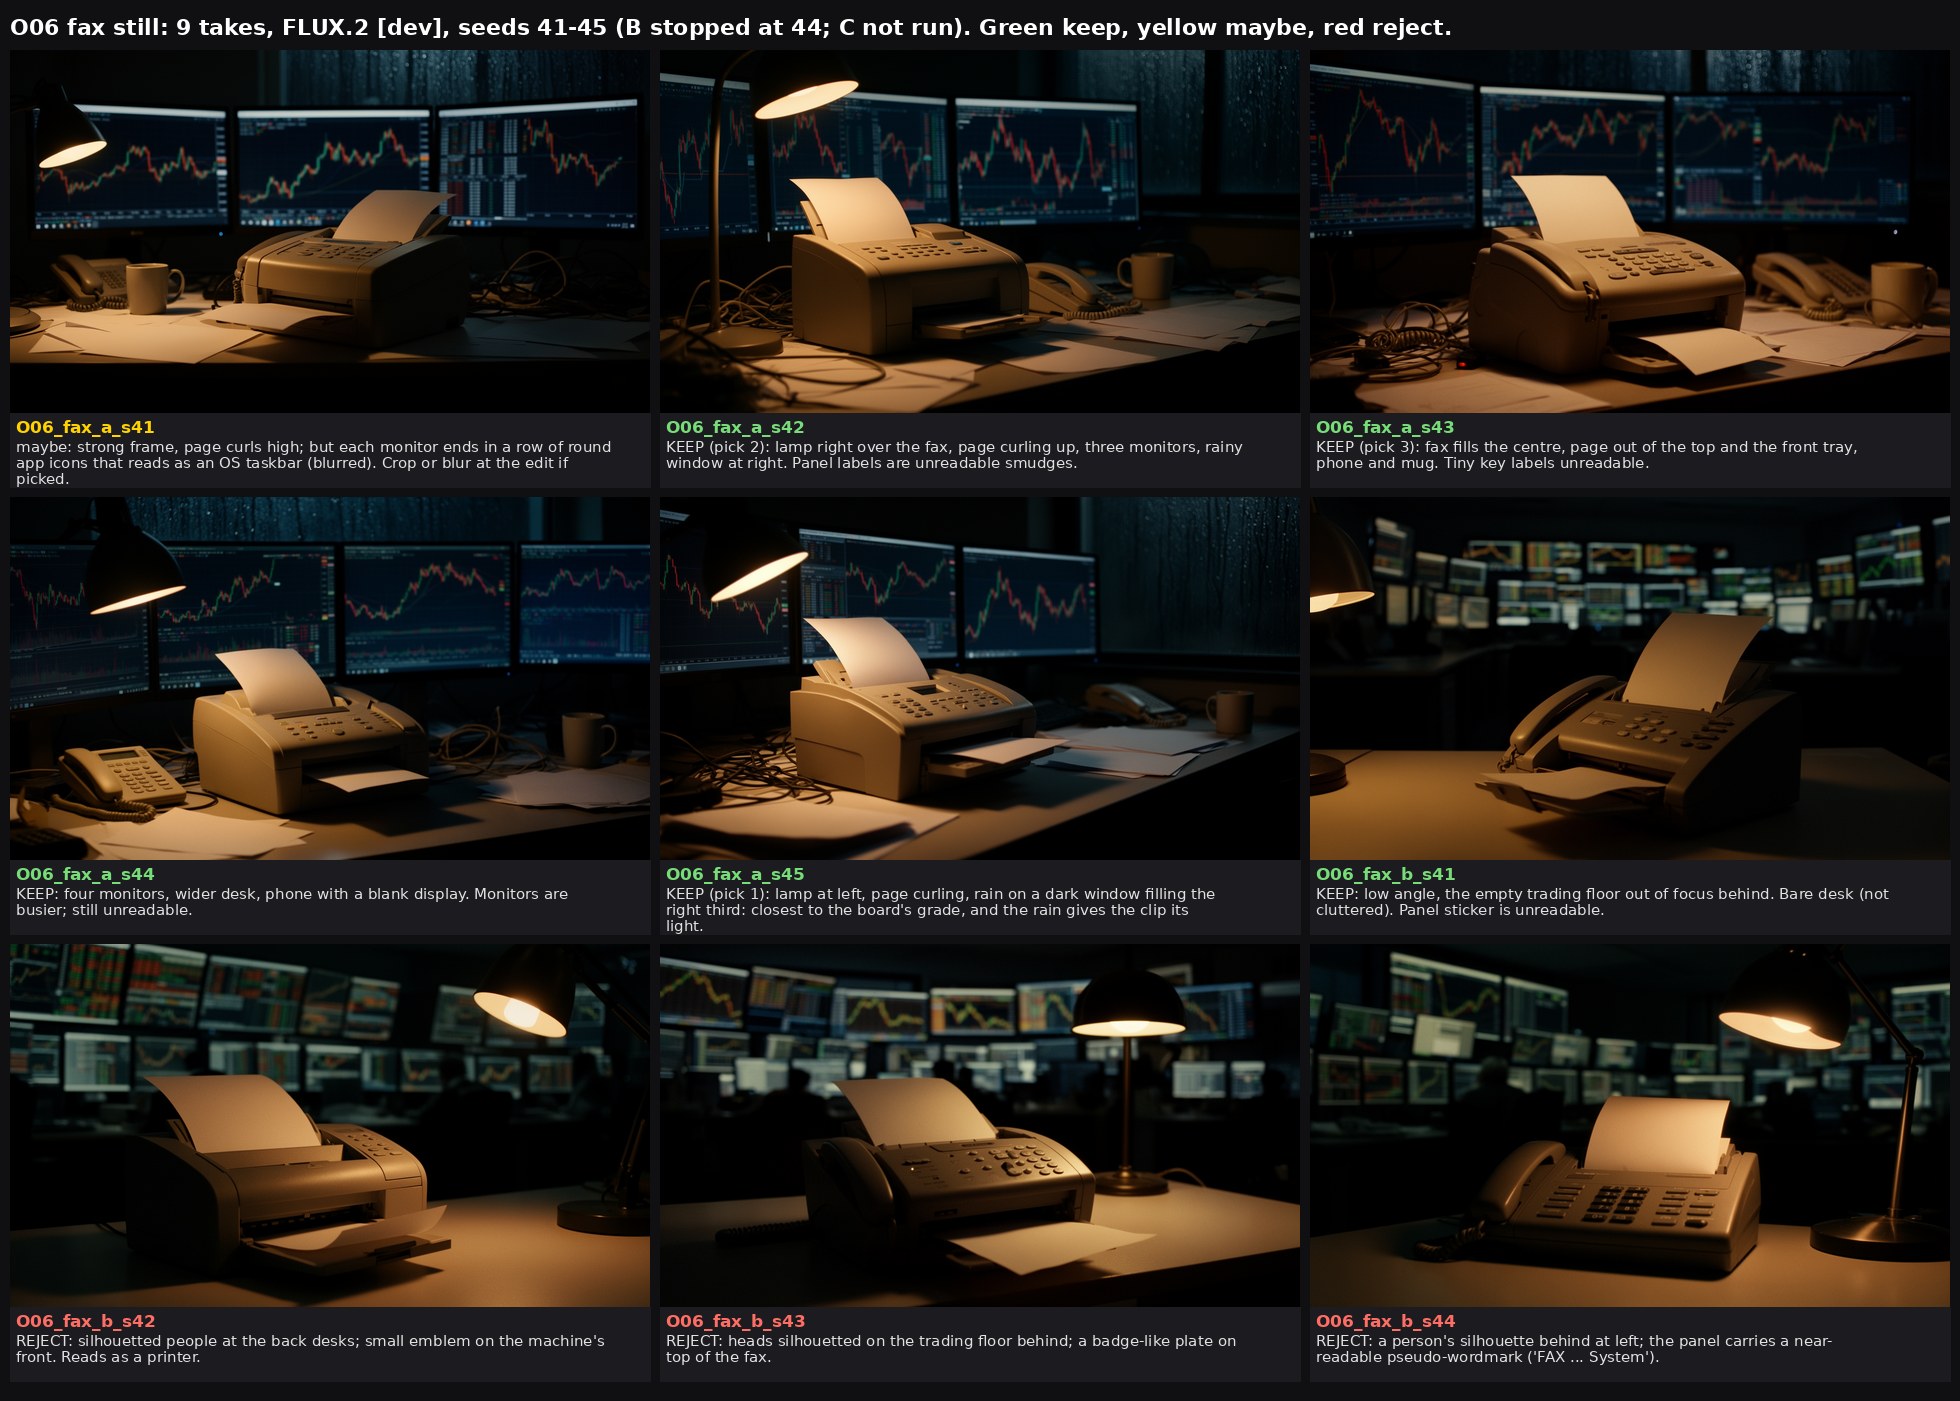 O06 fax still: 9 takes, FLUX.2 [dev], seeds 41-45 (B stopped at 44; C not run). Green keep, yellow maybe, red reject.
O06_fax_a_s41
maybe: strong frame, page curls high; but each monitor ends in a row of round
app icons that reads as an OS taskbar (blurred). Crop or blur at the edit if
picked.
O06_fax_a_s42
KEEP (pick 2): lamp right over the fax, page curling up, three monitors, rainy
window at right. Panel labels are unreadable smudges.
O06_fax_a_s43
KEEP (pick 3): fax fills the centre, page out of the top and the front tray,
phone and mug. Tiny key labels unreadable.
O06_fax_a_s44
KEEP: four monitors, wider desk, phone with a blank display. Monitors are
busier; still unreadable.
O06_fax_a_s45
KEEP (pick 1): lamp at left, page curling, rain on a dark window filling the
right third: closest to the board's grade, and the rain gives the clip its
light.
O06_fax_b_s41
KEEP: low angle, the empty trading floor out of focus behind. Bare desk (not
cluttered). Panel sticker is unreadable.
O06_fax_b_s42
REJECT: silhouetted people at the back desks; small emblem on the machine's
front. Reads as a printer.
O06_fax_b_s43
REJECT: heads silhouetted on the trading floor behind; a badge-like plate on
top of the fax.
O06_fax_b_s44
REJECT: a person's silhouette behind at left; the panel carries a near-
readable pseudo-wordmark ('FAX ... System').